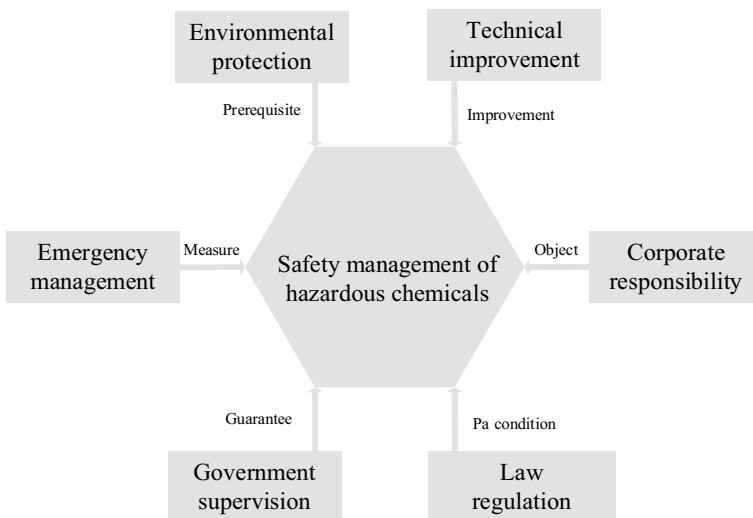 Environmental
protection
Technical
improvement
Prerequisite
Improvement
Emergency
management
Measure
Safety management of
hazardous chemicals
Object
Corporate
responsibility
Guarantee
Pa condition
Government
supervision
Law
regulation